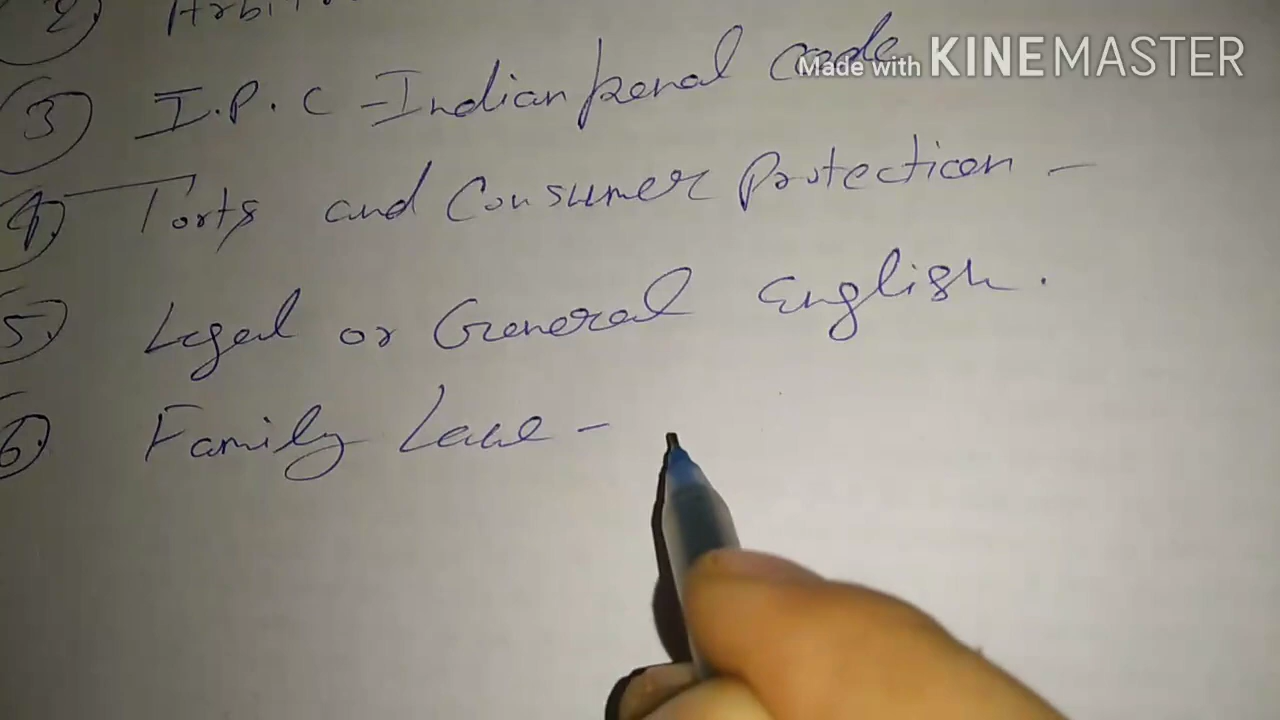 2)
3) I.P.C - Indian penal code
Made with KINEMASTER
4) Torts and Consumer Protection -
5) Legal or General English.
6) Family Law -